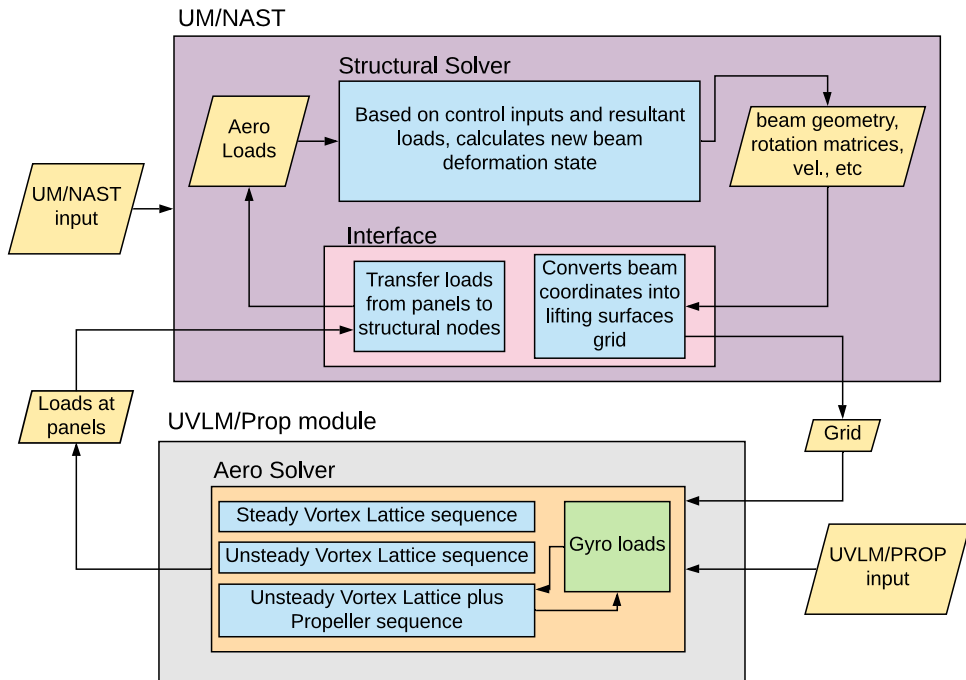 UM/NAST
Structural Solver
Aero
Loads
Based on control inputs and resultant
loads, calculates new beam
deformation state
beam geometry,
rotation matrices,
vel., etc
UM/NAST
input
Interface
Transfer loads
from panels to
structural nodes
Converts beam
coordinates into
lifting surfaces
grid
Loads at
panels
UVLM/Prop module
Grid
Aero Solver
Steady Vortex Lattice sequence
Unsteady Vortex Lattice sequence
Unsteady Vortex Lattice plus
Propeller sequence
Gyro loads
UVLM/PROP
input